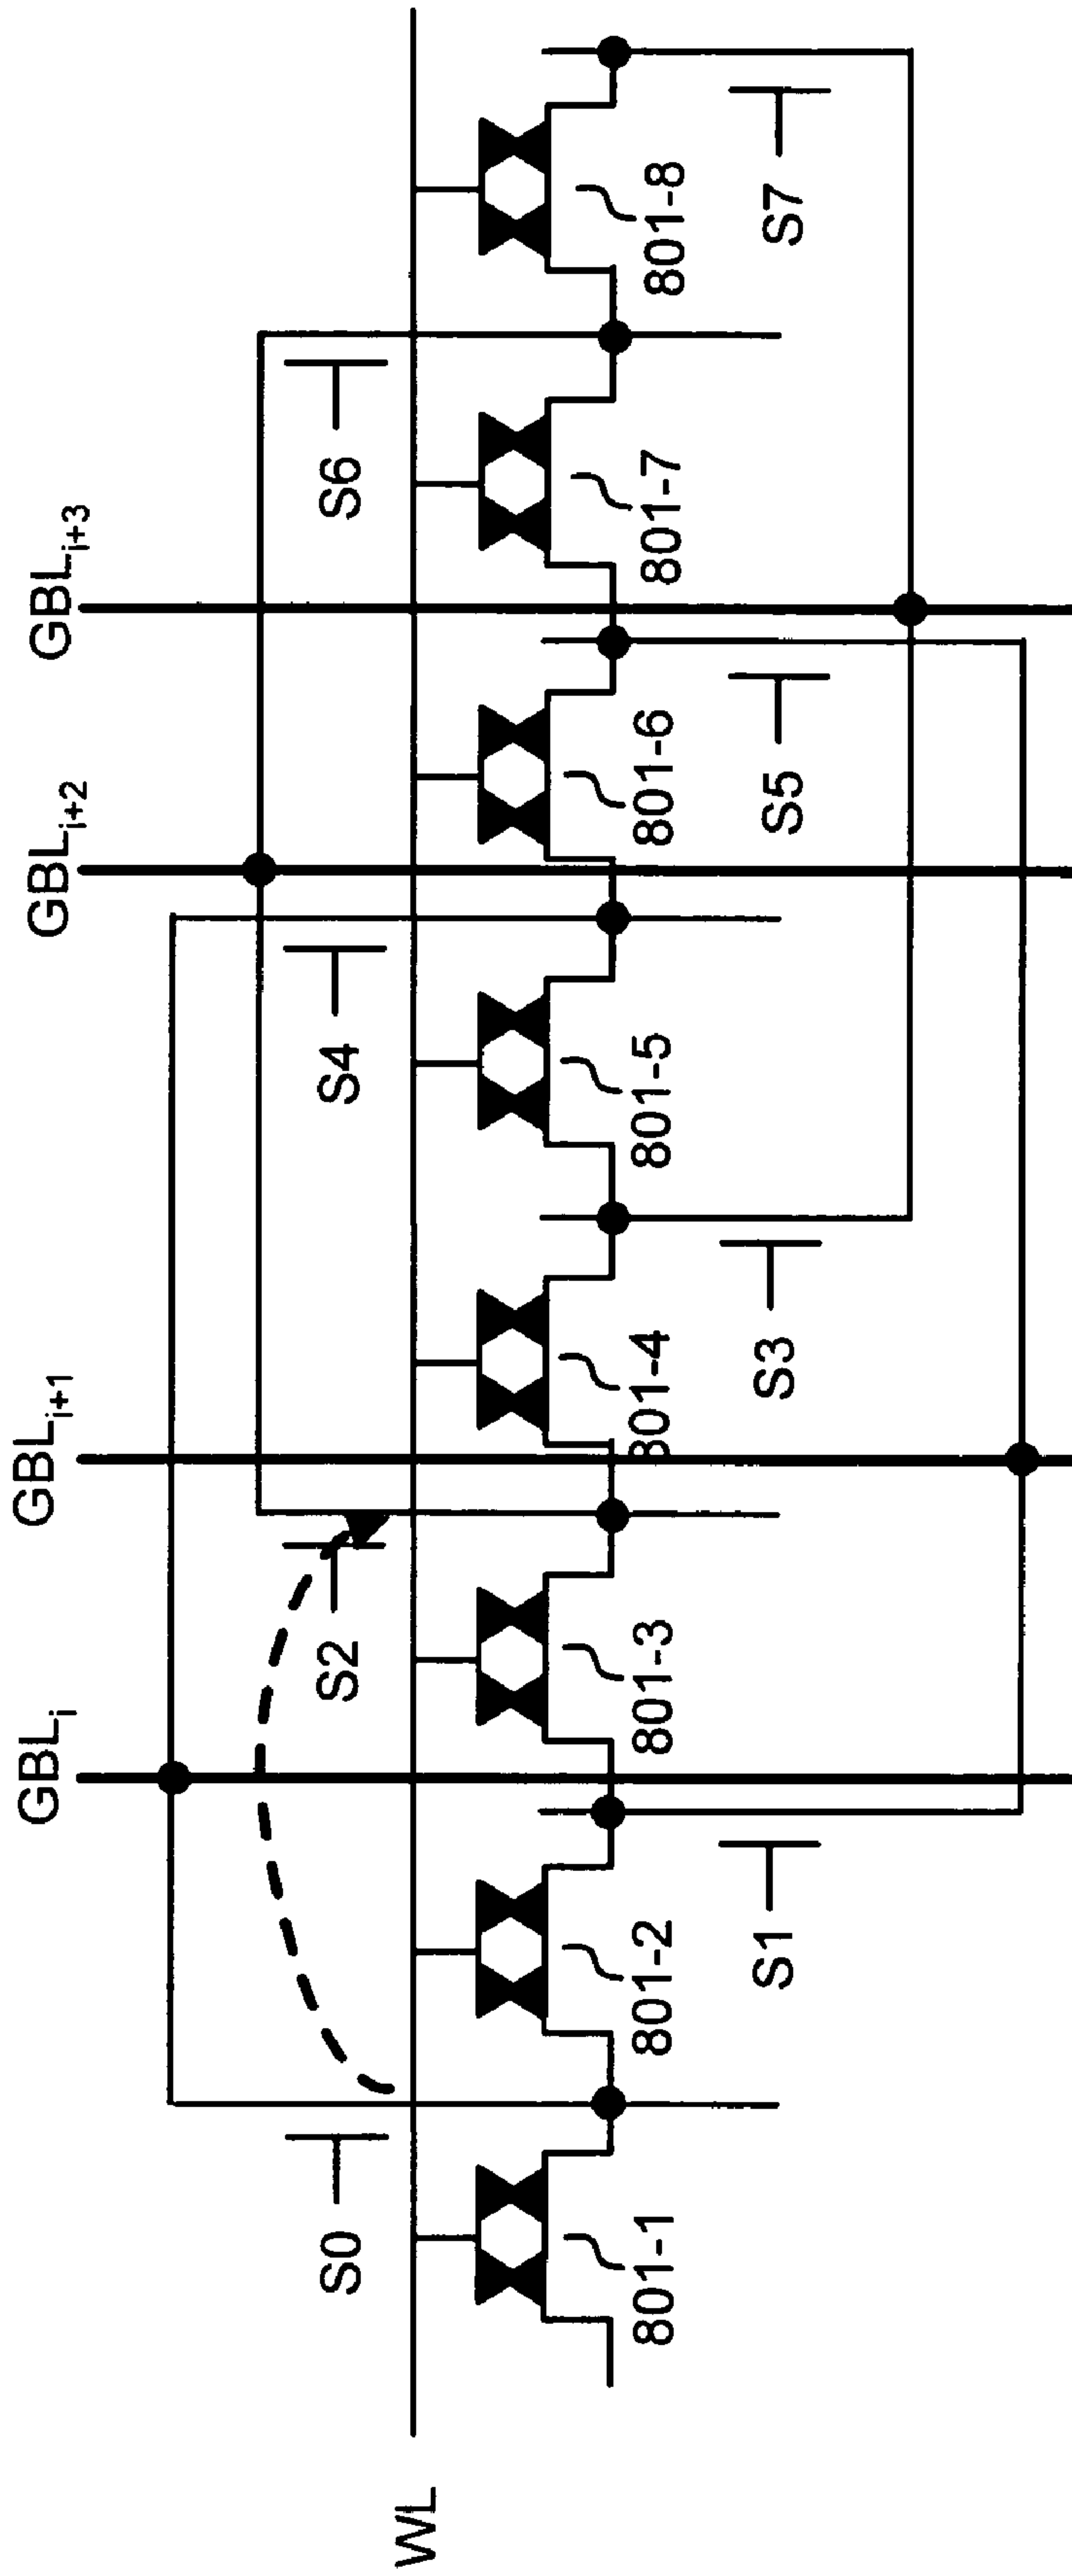 GBLi
GBLi+1
GBLi+2
GBLi+3
S0
S2
S4
S6
WL
801-1
801-2
801-3
801-4
801-5
801-6
801-7
801-8
S1
S3
S5
S7